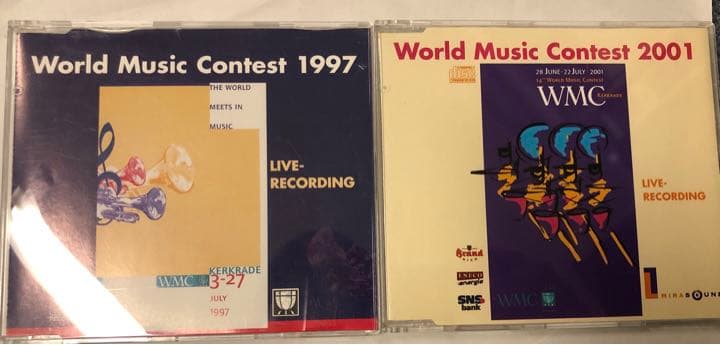 World Music Contest 1997
THE WORLD
MEETS IN
MUSIC
LIVE-
RECORDING
WMC
KERKRADE
3-27
JULY
1997
World Music Contest 2001
28 JUNE - 22 JULY - 2001
14TH WORLD MUSIC CONTEST
WMC KERKRADE
LIVE-
RECORDING
Brand
BIER
ENECO
energie
SNS
bank
WMC
MIRASOUND